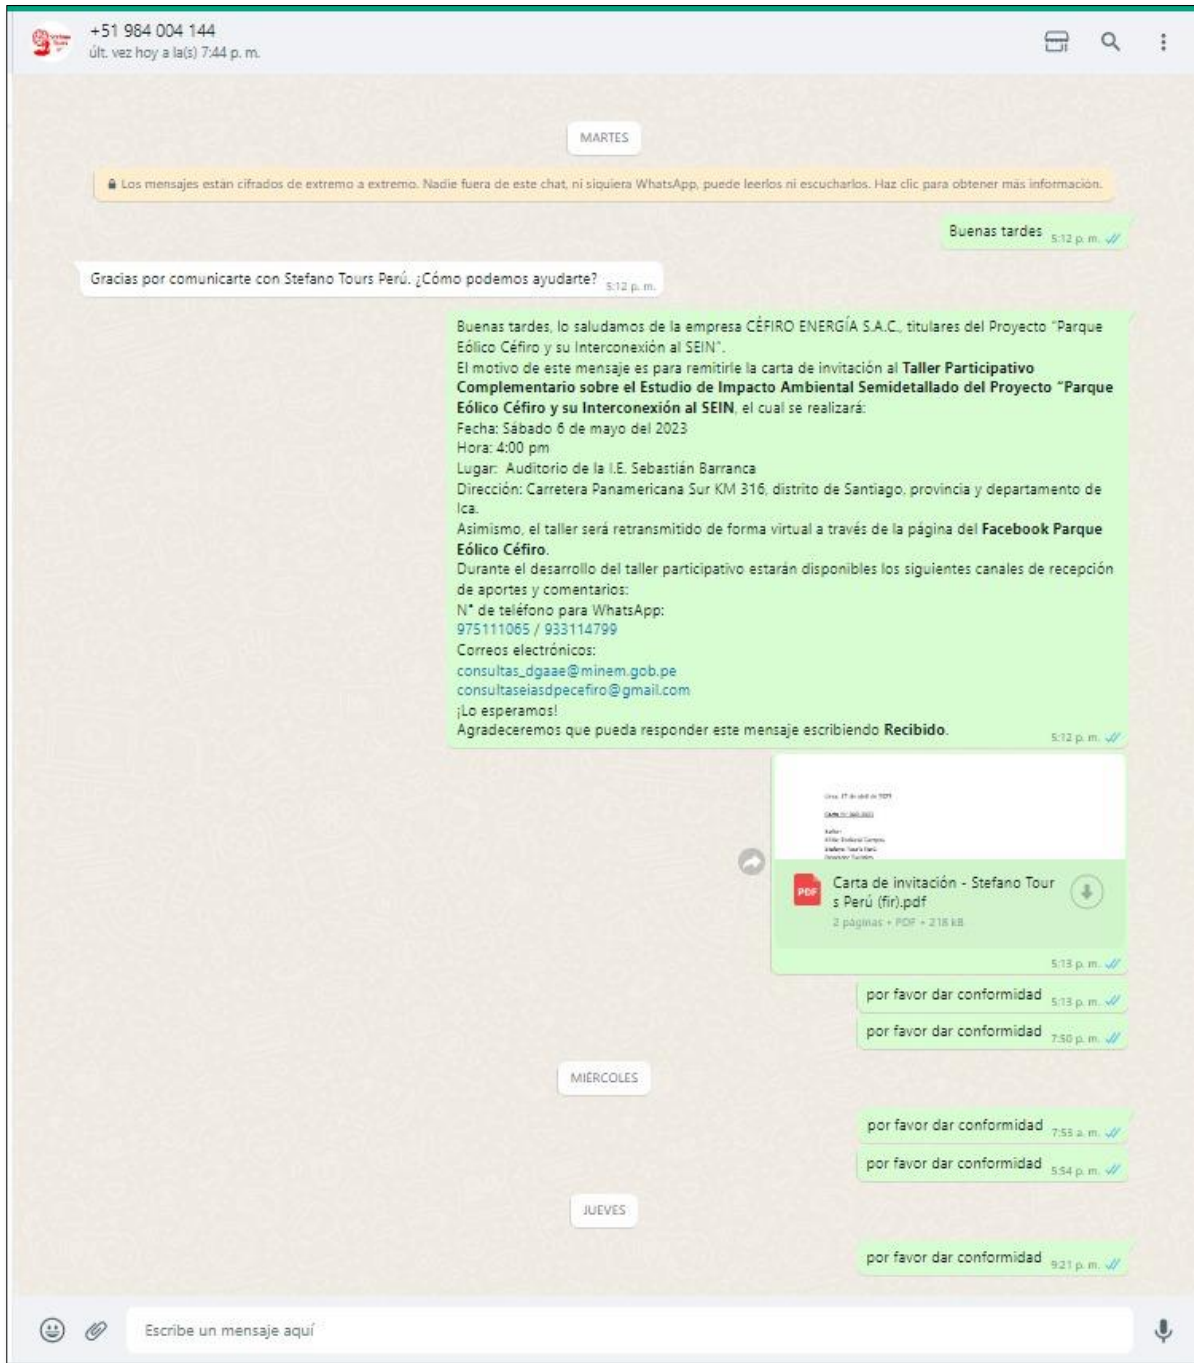 +51 984 004 144
últ. vez hoy a la(s) 7:44 p. m.
MARTES
Los mensajes están cifrados de extremo a extremo. Nadie fuera de este chat, ni siquiera WhatsApp, puede leerlos ni escucharlos. Haz clic para obtener más información.
Buenas tardes 5:12 p. m.
Gracias por comunicarte con Stefano Tours Perú. ¿Cómo podemos ayudarte? 5:12 p. m.
Buenas tardes, lo saludamos de la empresa CÉFIRO ENERGÍA S.A.C., titulares del Proyecto "Parque
Eólico Céfiro y su Interconexión al SEIN".
El motivo de este mensaje es para remitirle la carta de invitación al Taller Participativo
Complementario sobre el Estudio de Impacto Ambiental Semidetallado del Proyecto "Parque
Eólico Céfiro y su Interconexión al SEIN, el cual se realizará:
Fecha: Sábado 6 de mayo del 2023
Hora: 4:00 pm
Lugar: Auditorio de la I.E. Sebastián Barranca
Dirección: Carretera Panamericana Sur KM 316, distrito de Santiago, provincia y departamento de
Ica.
Asimismo, el taller será retransmitido de forma virtual a través de la página del Facebook Parque
Eólico Céfiro.
Durante el desarrollo del taller participativo estarán disponibles los siguientes canales de recepción
de aportes y comentarios:
N° de teléfono para WhatsApp:
975111065 / 933114799
Correos electrónicos:
consultas_dgaae@minem.gob.pe
consultaseiasdpecefiro@gmail.com
¡Lo esperamos!
Agradeceremos que pueda responder este mensaje escribiendo Recibido. 5:12 p. m.
PDF
Carta de invitación - Stefano Tour
s Perú (fir).pdf
2 páginas • PDF • 218 kB
5:13 p. m.
por favor dar conformidad 5:13 p. m.
por favor dar conformidad 7:50 p. m.
MIÉRCOLES
por favor dar conformidad 7:53 a. m.
por favor dar conformidad 5:54 p. m.
JUEVES
por favor dar conformidad 9:21 p. m.
Escribe un mensaje aquí